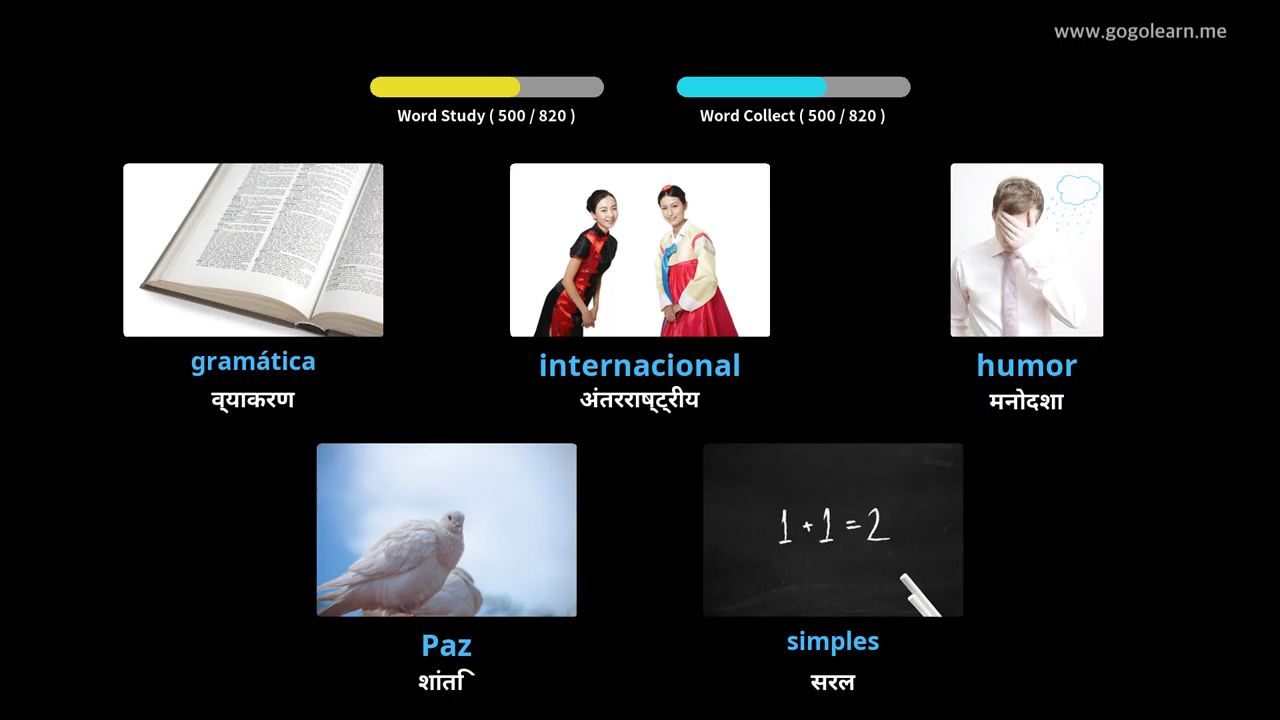 www.gogolearn.me
Word Study ( 500 / 820 )
Word Collect ( 500 / 820 )
gramática
व्याकरण
internacional
अंतरराष्ट्रीय
humor
मनोदशा
1 + 1 = 2
Paz
शांति
simples
सरल